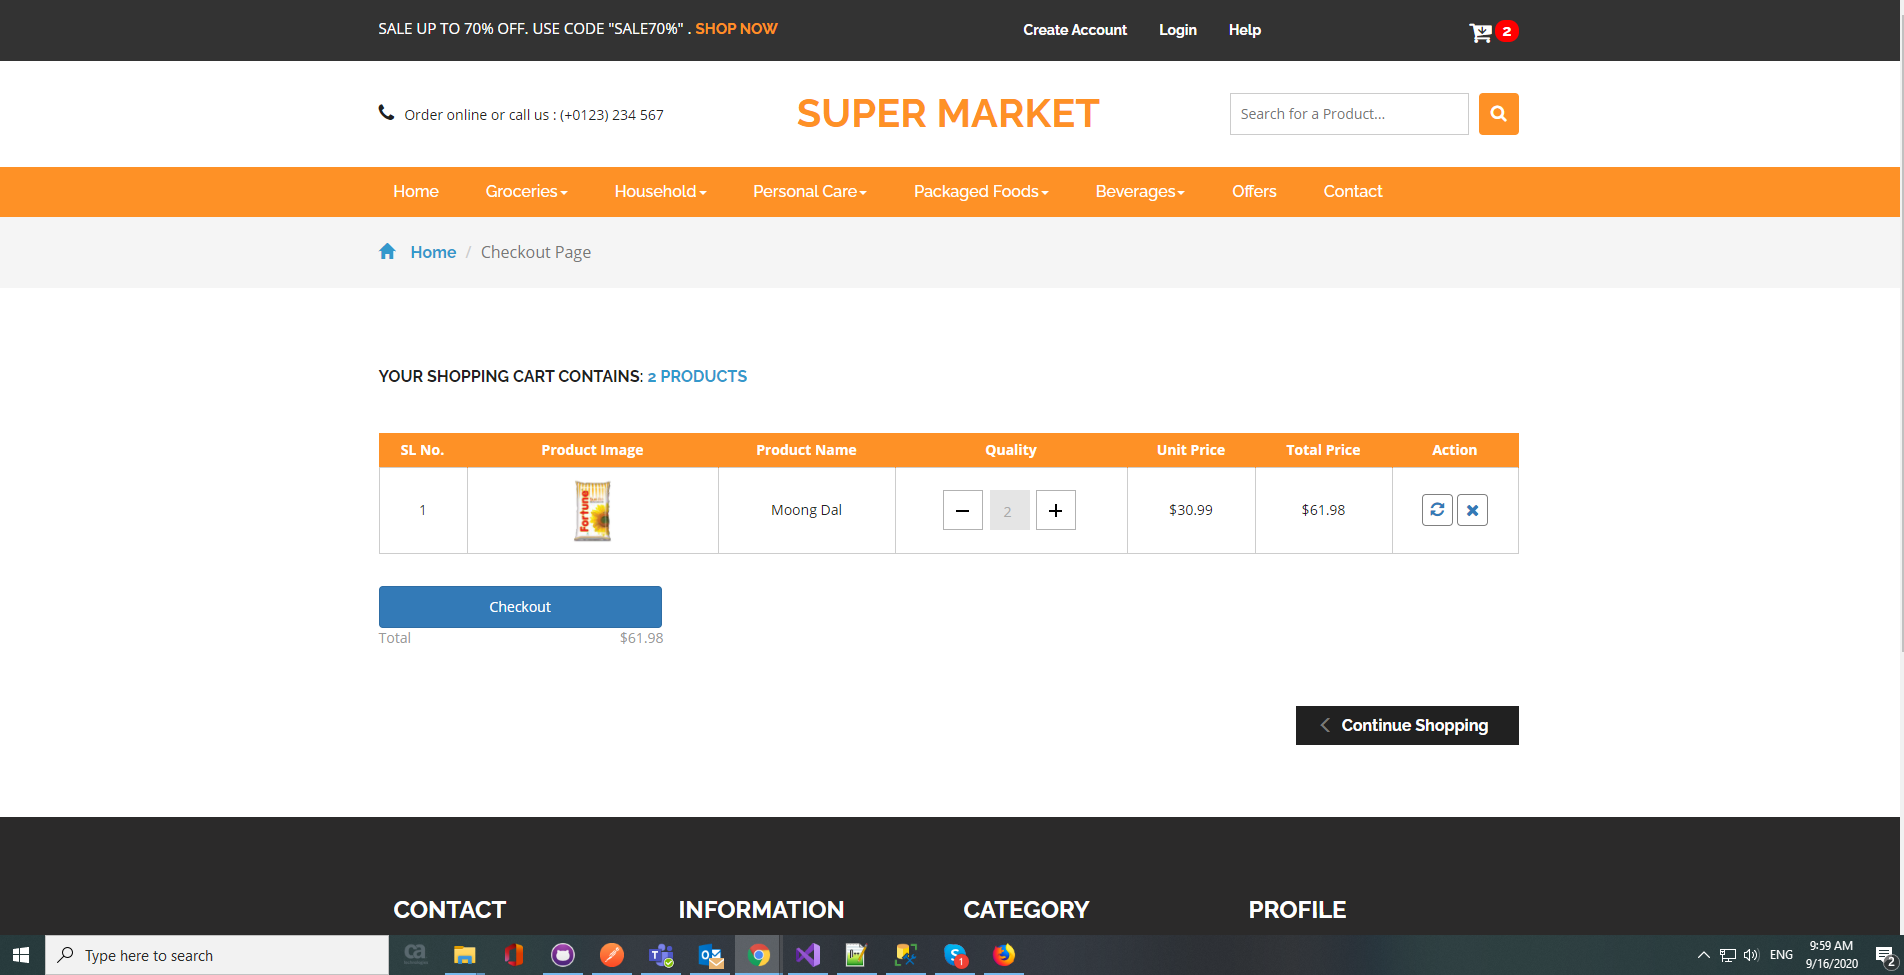 SALE UP TO 70% OFF. USE CODE "SALE70%" . SHOP NOW
Create Account Login Help
2
Order online or call us : (+0123) 234 567
SUPER MARKET
Search for a Product...
Home Groceries Household Personal Care Packaged Foods Beverages Offers Contact
Home / Checkout Page
YOUR SHOPPING CART CONTAINS: 2 PRODUCTS
SL No. Product Image Product Name Quality Unit Price Total Price Action
1 Fortune Moong Dal 2 $30.99 $61.98
Checkout
Total $61.98
Continue Shopping
CONTACT INFORMATION CATEGORY PROFILE
Type here to search
ca
ENG
9:59 AM
9/16/2020
2